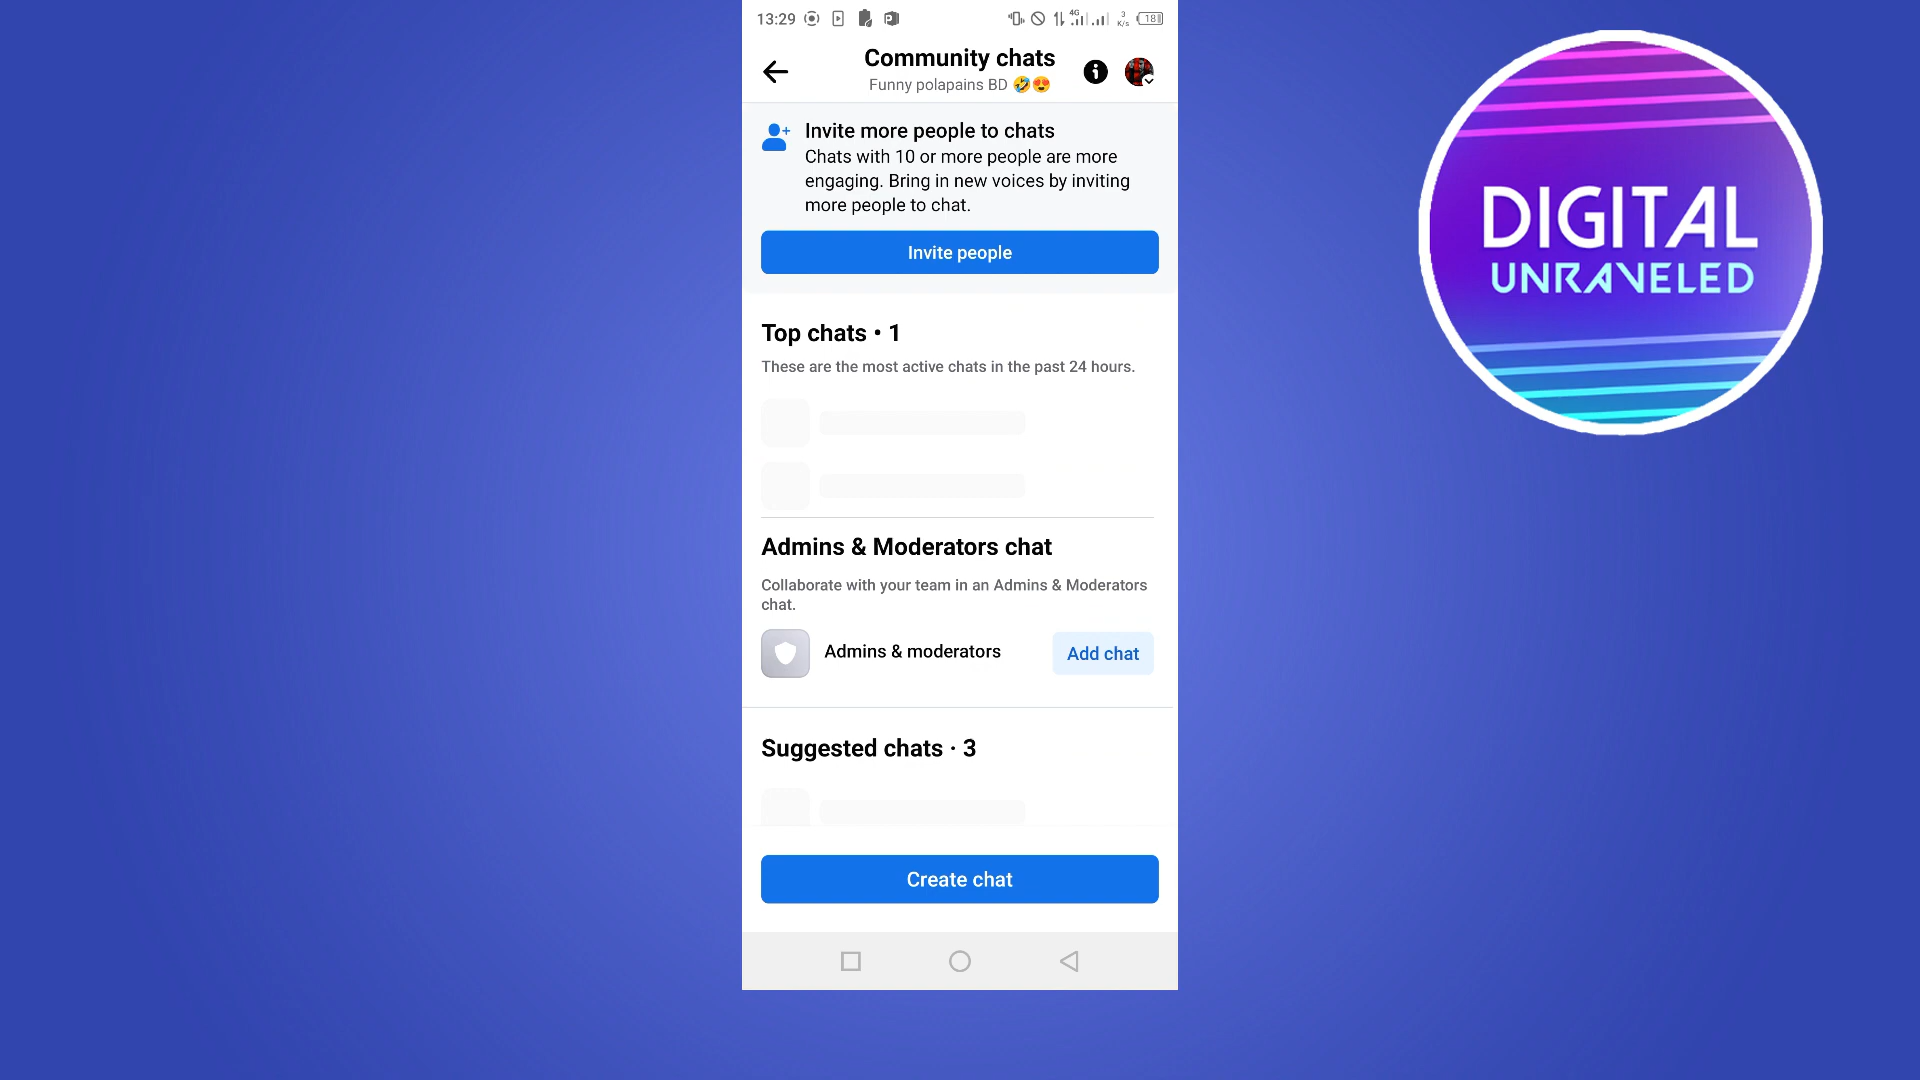 13:29
4G
3
K/s
18
Community chats
Funny polapains BD 🤣😍
Invite more people to chats
Chats with 10 or more people are more
engaging. Bring in new voices by inviting
more people to chat.
Invite people
Top chats • 1
These are the most active chats in the past 24 hours.
Admins & Moderators chat
Collaborate with your team in an Admins & Moderators
chat.
Admins & moderators
Add chat
Suggested chats · 3
Create chat
DIGITAL
UNRAVELED